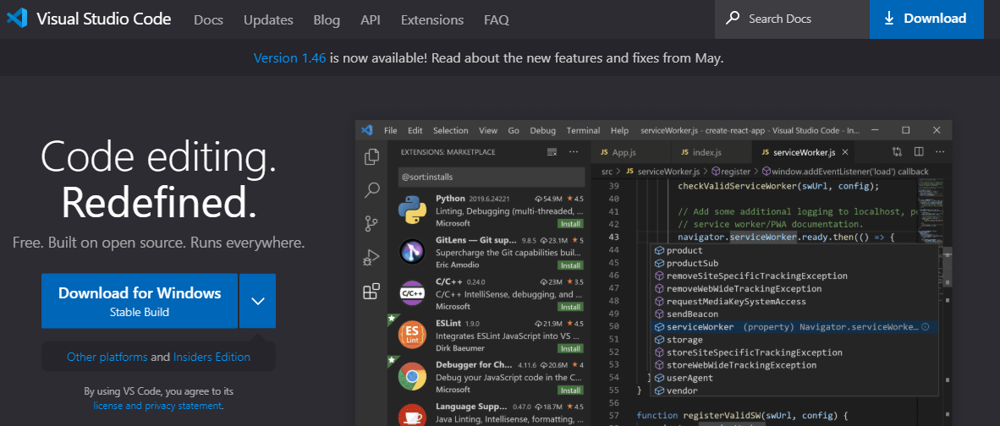 Visual Studio Code Docs Updates Blog API Extensions FAQ Search Docs Download
Version 1.46 is now available! Read about the new features and fixes from May.
Code editing.
Redefined.
Free. Built on open source. Runs everywhere.
Download for Windows
Stable Build
Other platforms and Insiders Edition
By using VS Code, you agree to its
license and privacy statement.
File Edit Selection View Go Debug Terminal Help serviceWorker.js - create-react-app - Visual Studio Code - In...
EXTENSIONS: MARKETPLACE
@sort:installs
Python 2019.6.24221 54.9M 4.5
Linting, Debugging (multi-threaded, ...
Microsoft Install
GitLens — Git sup... 9.8.5 23.1M 5
Supercharge the Git capabilities buil...
Eric Amodio Install
C/C++ 0.24.0 23M 3.5
C/C++ IntelliSense, debugging, and ...
Microsoft Install
ESLint 1.9.0 21.9M 4.5
Integrates ESLint JavaScript into VS ...
Dirk Baeumer Install
Debugger for Ch... 4.11.6 20.6M 4
Debug your JavaScript code in the C...
Microsoft Install
Language Supp... 0.47.0 18.7M 4.5
Java Linting, Intellisense, formatting, ...
JS App.js JS index.js JS serviceWorker.js
src > JS serviceWorker.js > register > window.addEventListener('load') callback
39 checkValidServiceWorker(swUrl, config);
40
41 // Add some additional logging to localhost, po
42 // service worker/PWA documentation.
43 navigator.serviceWorker.ready.then(() => {
44 product
45 productSub
46 removeSiteSpecificTrackingException
47 removeWebWideTrackingException
48 requestMediaKeySystemAccess
49 sendBeacon
50 serviceWorker (property) Navigator.serviceWorke...
51 storage
52 storeSiteSpecificTrackingException
53 storeWebWideTrackingException
54 } userAgent
55 } vendor
56
57 function registerValidSW(swUrl, config) {